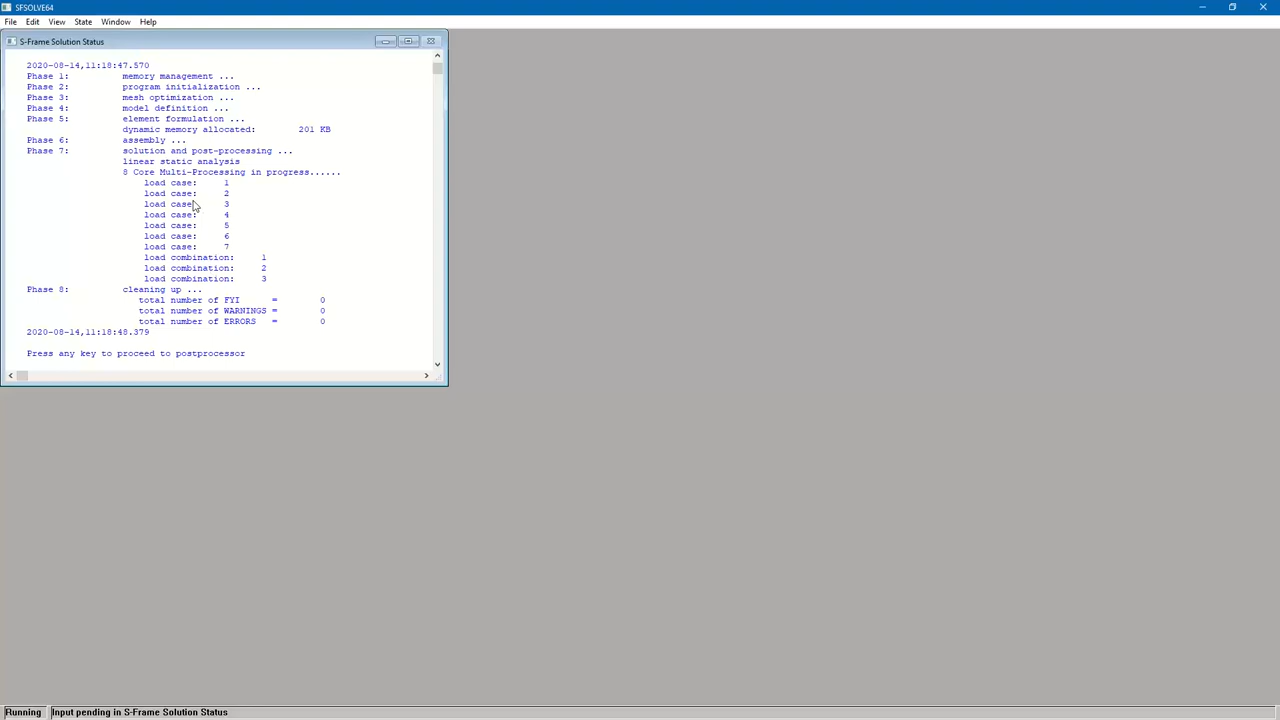 SFSOLVE64
File Edit View State Window Help
S-Frame Solution Status
2020-08-14,11:18:47.570
Phase 1: memory management ...
Phase 2: program initialization ...
Phase 3: mesh optimization ...
Phase 4: model definition ...
Phase 5: element formulation ...
dynamic memory allocated: 201 KB
Phase 6: assembly ...
Phase 7: solution and post-processing ...
linear static analysis
8 Core Multi-Processing in progress......
load case: 1
load case: 2
load case: 3
load case: 4
load case: 5
load case: 6
load case: 7
load combination: 1
load combination: 2
load combination: 3
Phase 8: cleaning up ...
total number of FYI = 0
total number of WARNINGS = 0
total number of ERRORS = 0
2020-08-14,11:18:48.379
Press any key to proceed to postprocessor
Running Input pending in S-Frame Solution Status